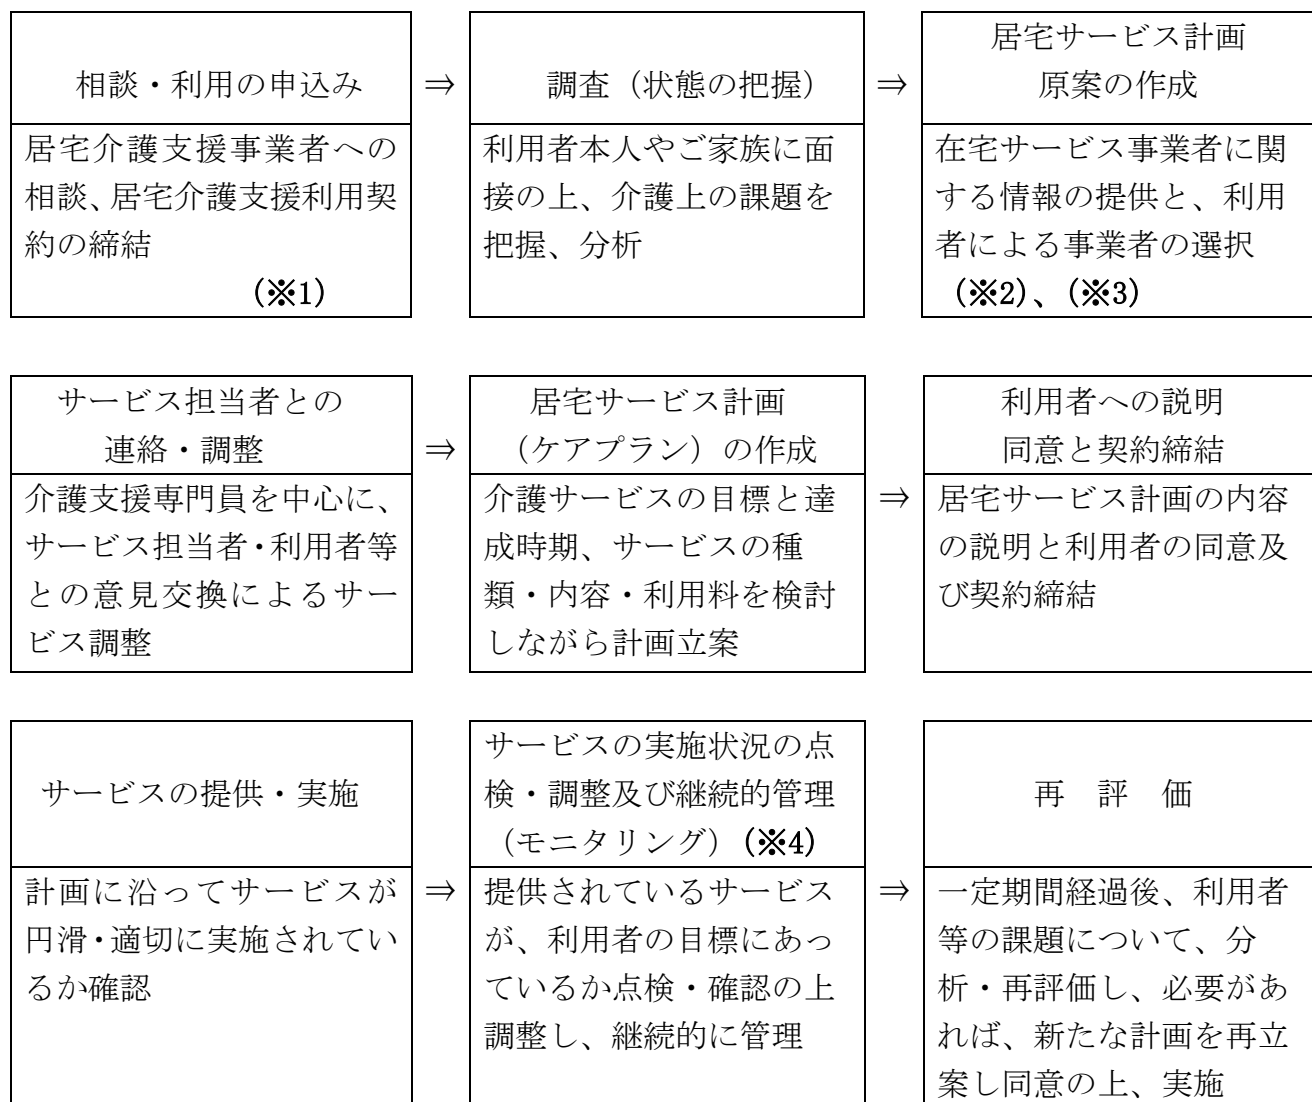 相談・利用の申込み
居宅介護支援事業者への
相談、居宅介護支援利用契
約の締結
(※1)
⇒
調査（状態の把握）
利用者本人やご家族に面
接の上、介護上の課題を
把握、分析
⇒
居宅サービス計画
原案の作成
在宅サービス事業者に関
する情報の提供と、利用
者による事業者の選択
(※2)、(※3)
サービス担当者との
連絡・調整
介護支援専門員を中心に、
サービス担当者・利用者等
との意見交換によるサー
ビス調整
⇒
居宅サービス計画
（ケアプラン）の作成
介護サービスの目標と達
成時期、サービスの種
類・内容・利用料を検討
しながら計画立案
⇒
利用者への説明
同意と契約締結
居宅サービス計画の内容
の説明と利用者の同意及
び契約締結
サービスの提供・実施
計画に沿ってサービスが
円滑・適切に実施されてい
るか確認
⇒
サービスの実施状況の点
検・調整及び継続的管理
（モニタリング）(※4)
提供されているサービス
が、利用者の目標にあっ
ているか点検・確認の上
調整し、継続的に管理
⇒
再　評　価
一定期間経過後、利用者
等の課題について、分
析・再評価し、必要があ
れば、新たな計画を再立
案し同意の上、実施